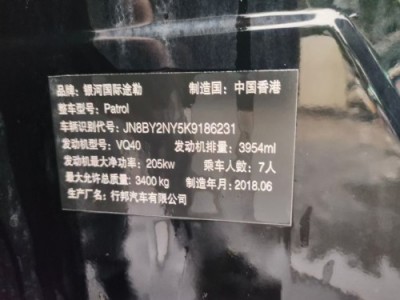 品牌：银河国际途勒 制造国：中国香港
整车型号：Patrol
车辆识别代号：JN8BY2NY5K9186231
发动机型号：VQ40 发动机排量：3954ml
发动机最大净功率：205kw 乘车人数：7人
最大允许总质量：3400kg 制造年月：2018.06
生产厂名：行邦汽车有限公司